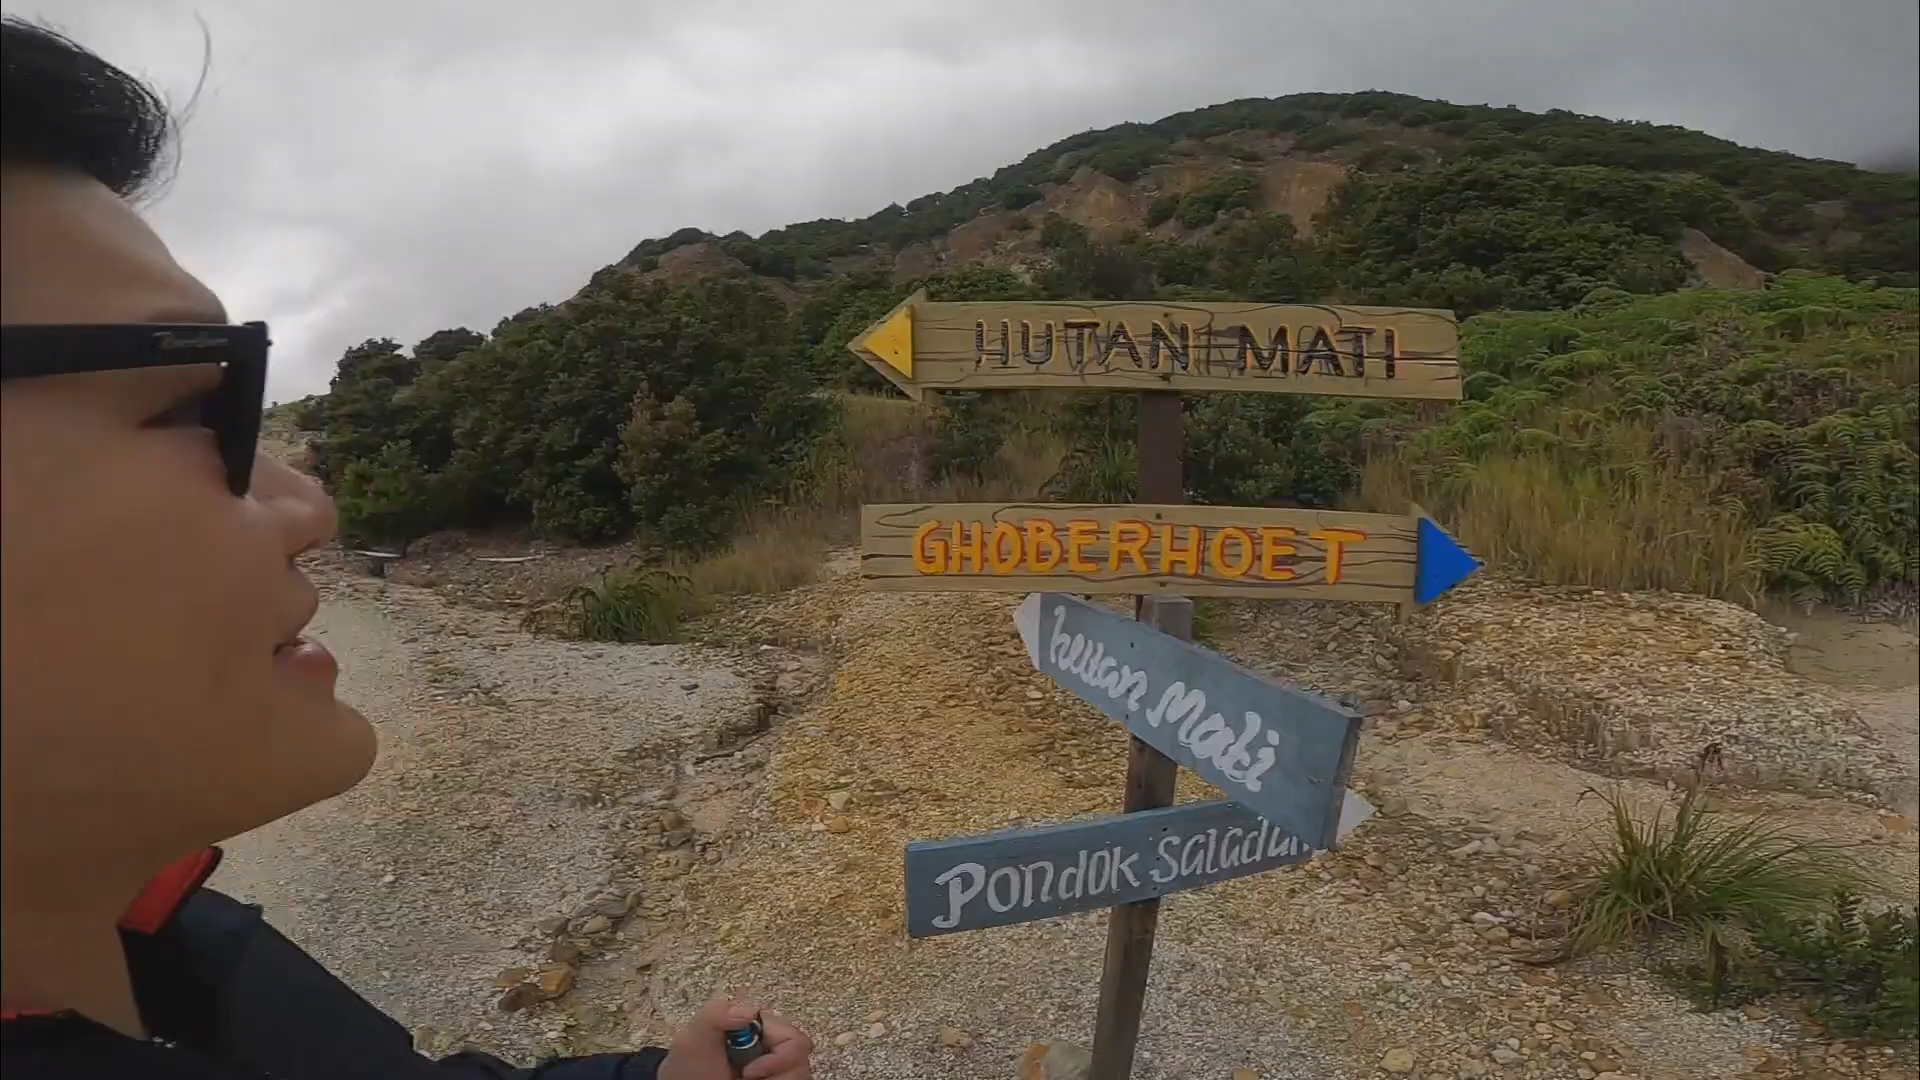 HUTAN MATI
GHOBERHOET
hutan Mati
Pondok